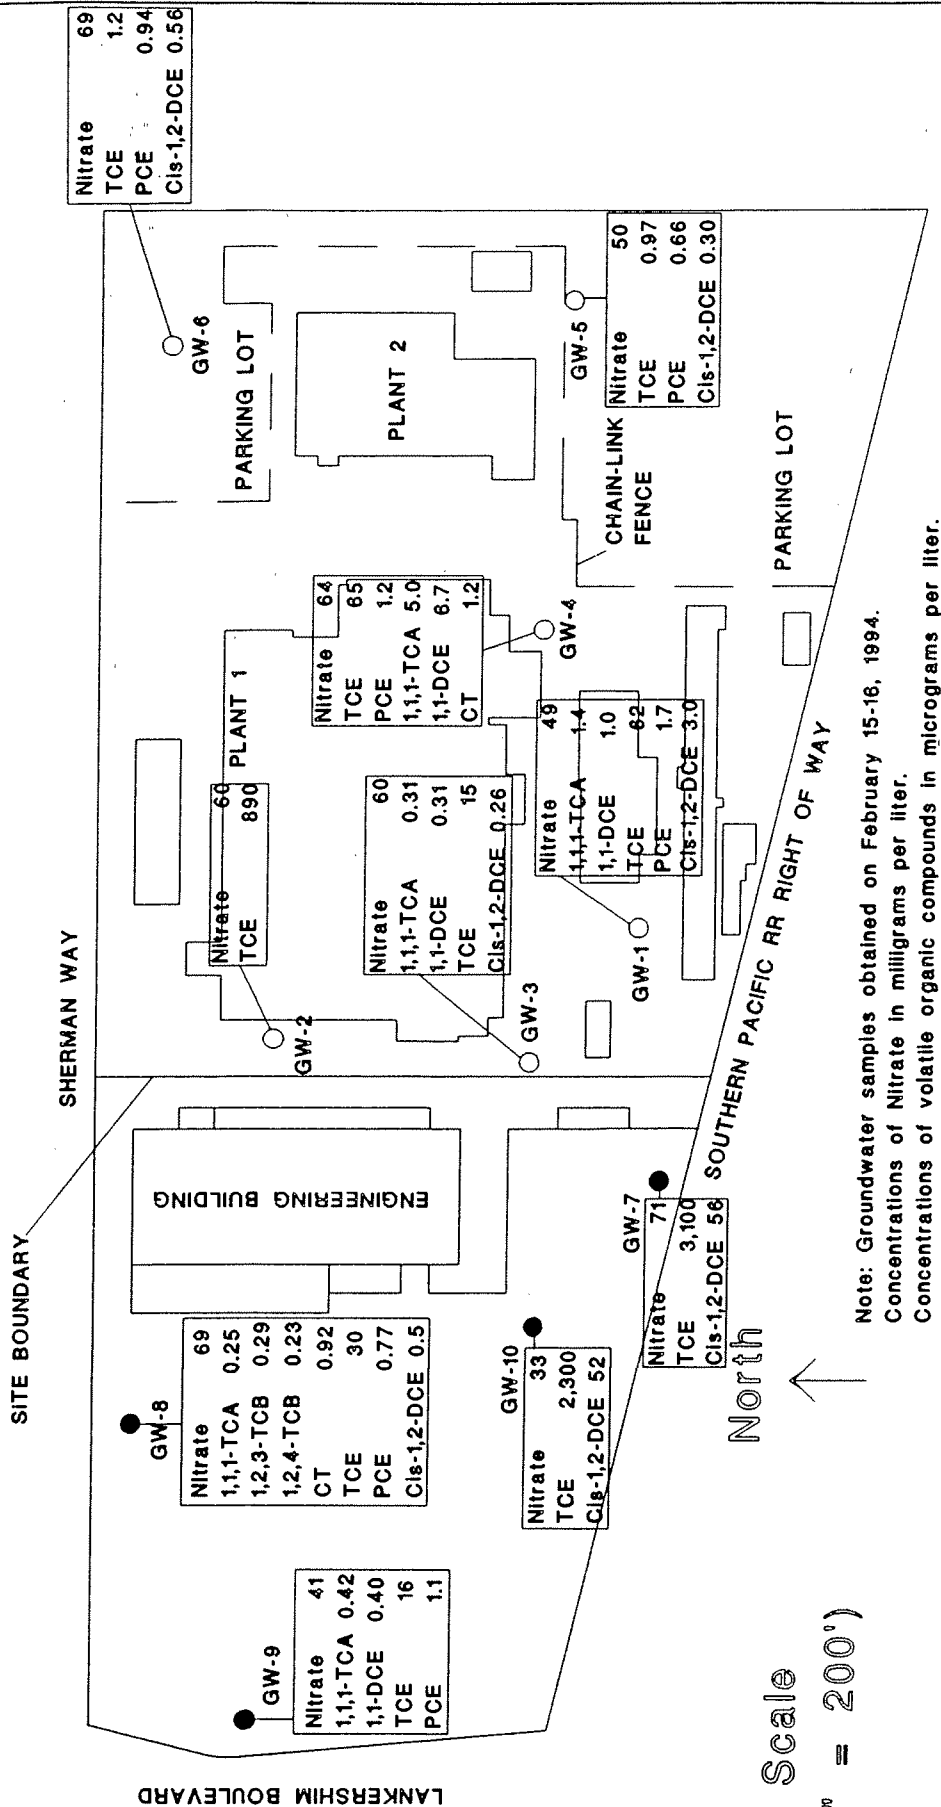 SITE BOUNDARY
SHERMAN WAY
LANKERSHIM BOULEVARD
GW-9
Nitrate 41
1,1,1-TCA 0.42
1,1-DCE 0.40
TCE 16
PCE 1.1
GW-8
Nitrate 69
1,1,1-TCA 0.25
1,2,3-TCB 0.29
1,2,4-TCB 0.23
CT 0.92
TCE 30
PCE 0.77
Cis-1,2-DCE 0.5
ENGINEERING
BUILDING
GW-10
Nitrate 33
TCE 2,300
Cis-1,2-DCE 52
GW-7
Nitrate 71
TCE 3,100
Cis-1,2-DCE 56
GW-2
Nitrate 60
TCE 890
PLANT 1
GW-3
Nitrate 60
1,1,1-TCA 0.31
1,1-DCE 0.31
TCE 15
Cis-1,2-DCE 0.26
GW-1
Nitrate 49
1,1,1-TCA 1.4
1,1-DCE 1.0
TCE 62
PCE 1.7
Cis-1,2-DCE 3.0
GW-4
Nitrate 64
TCE 65
PCE 1.2
1,1,1-TCA 5.0
1,1-DCE 6.7
CT 1.2
PARKING LOT
GW-6
Nitrate 69
TCE 1.2
PCE 0.94
Cis-1,2-DCE 0.56
PLANT 2
GW-5
Nitrate 50
TCE 0.97
PCE 0.66
Cis-1,2-DCE 0.30
CHAIN-LINK
FENCE
PARKING LOT
SOUTHERN PACIFIC RR RIGHT OF WAY
North
Scale
= 200')
Note: Groundwater samples obtained on February 15-16, 1994.
Concentrations of Nitrate in milligrams per liter.
Concentrations of volatile organic compounds in micrograms per liter.